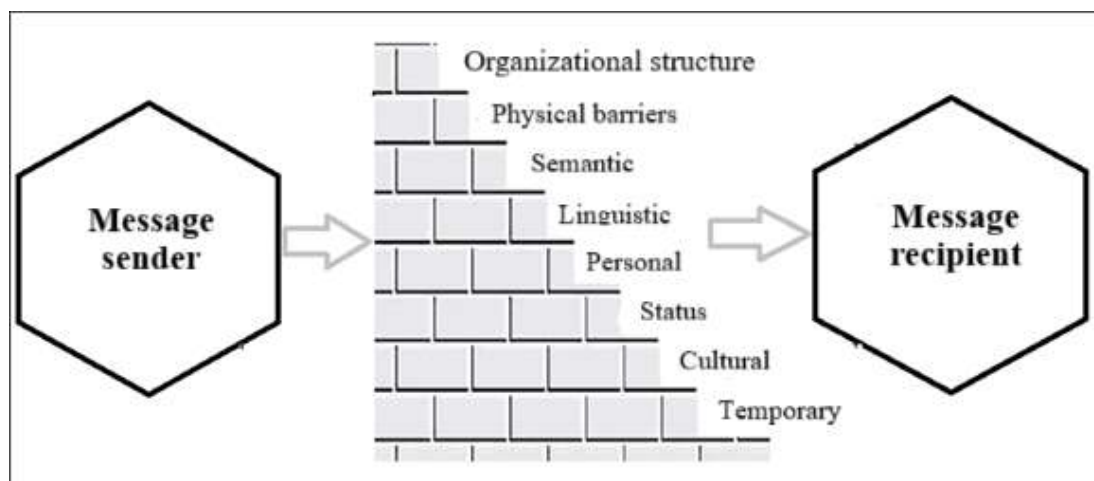 Message
sender
Organizational structure
Physical barriers
Semantic
Linguistic
Personal
Status
Cultural
Temporary
Message
recipient